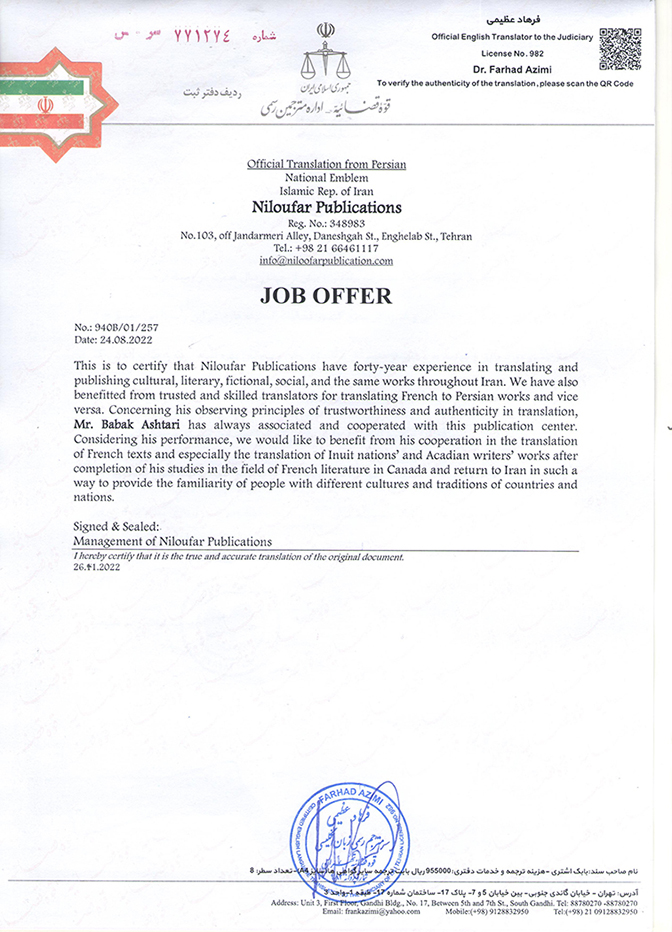 فرهاد عظیمی
Official English Translator to the Judiciary
License No. 982
Dr. Farhad Azimi
To verify the authenticity of the translation, please scan the QR Code
شماره ۷۷۱۲۷٤
ردیف دفتر ثبت
جمهوری اسلامی ایران
قوه قضائیه - اداره مترجمین رسمی
Official Translation from Persian
National Emblem
Islamic Rep. of Iran
Niloufar Publications
Reg. No.: 348983
No.103, off Jandarmeri Alley, Daneshgah St., Enghelab St., Tehran
Tel.: +98 21 66461117
info@niloofarpublication.com
JOB OFFER
No.: 940B/01/257
Date: 24.08.2022
This is to certify that Niloufar Publications have forty-year experience in translating and
publishing cultural, literary, fictional, social, and the same works throughout Iran. We have also
benefitted from trusted and skilled translators for translating French to Persian works and vice
versa. Concerning his observing principles of trustworthiness and authenticity in translation,
Mr. Babak Ashtari has always associated and cooperated with this publication center.
Considering his performance, we would like to benefit from his cooperation in the translation
of French texts and especially the translation of Inuit nations' and Acadian writers' works after
completion of his studies in the field of French literature in Canada and return to Iran in such a
way to provide the familiarity of people with different cultures and traditions of countries and
nations.
Signed & Sealed:
Management of Niloufar Publications
I hereby certify that it is the true and accurate translation of the original document.
26.11.2022
FARHAD AZIMI
فرهاد عظیمی
نام صاحب سند: بابک اشتری - هزینه ترجمه و خدمات دفتری: 955000 ریال بابت ترجمه سایر گواهی ها - تعداد سطر: 8
آدرس: تهران - خیابان گاندی جنوبی- بین خیابان 5 و 7- پلاک 17- ساختمان شماره 17- طبقه 1-واحد 3
Address: Unit 3, First Floor, Gandhi Bldg., No. 17, Between 5th and 7th St., South Gandhi. Tel: 88780270 -88780270
Email: frankazimi@yahoo.com Mobile:(+98) 9128832950 Tel:(+98) 21 09128832950